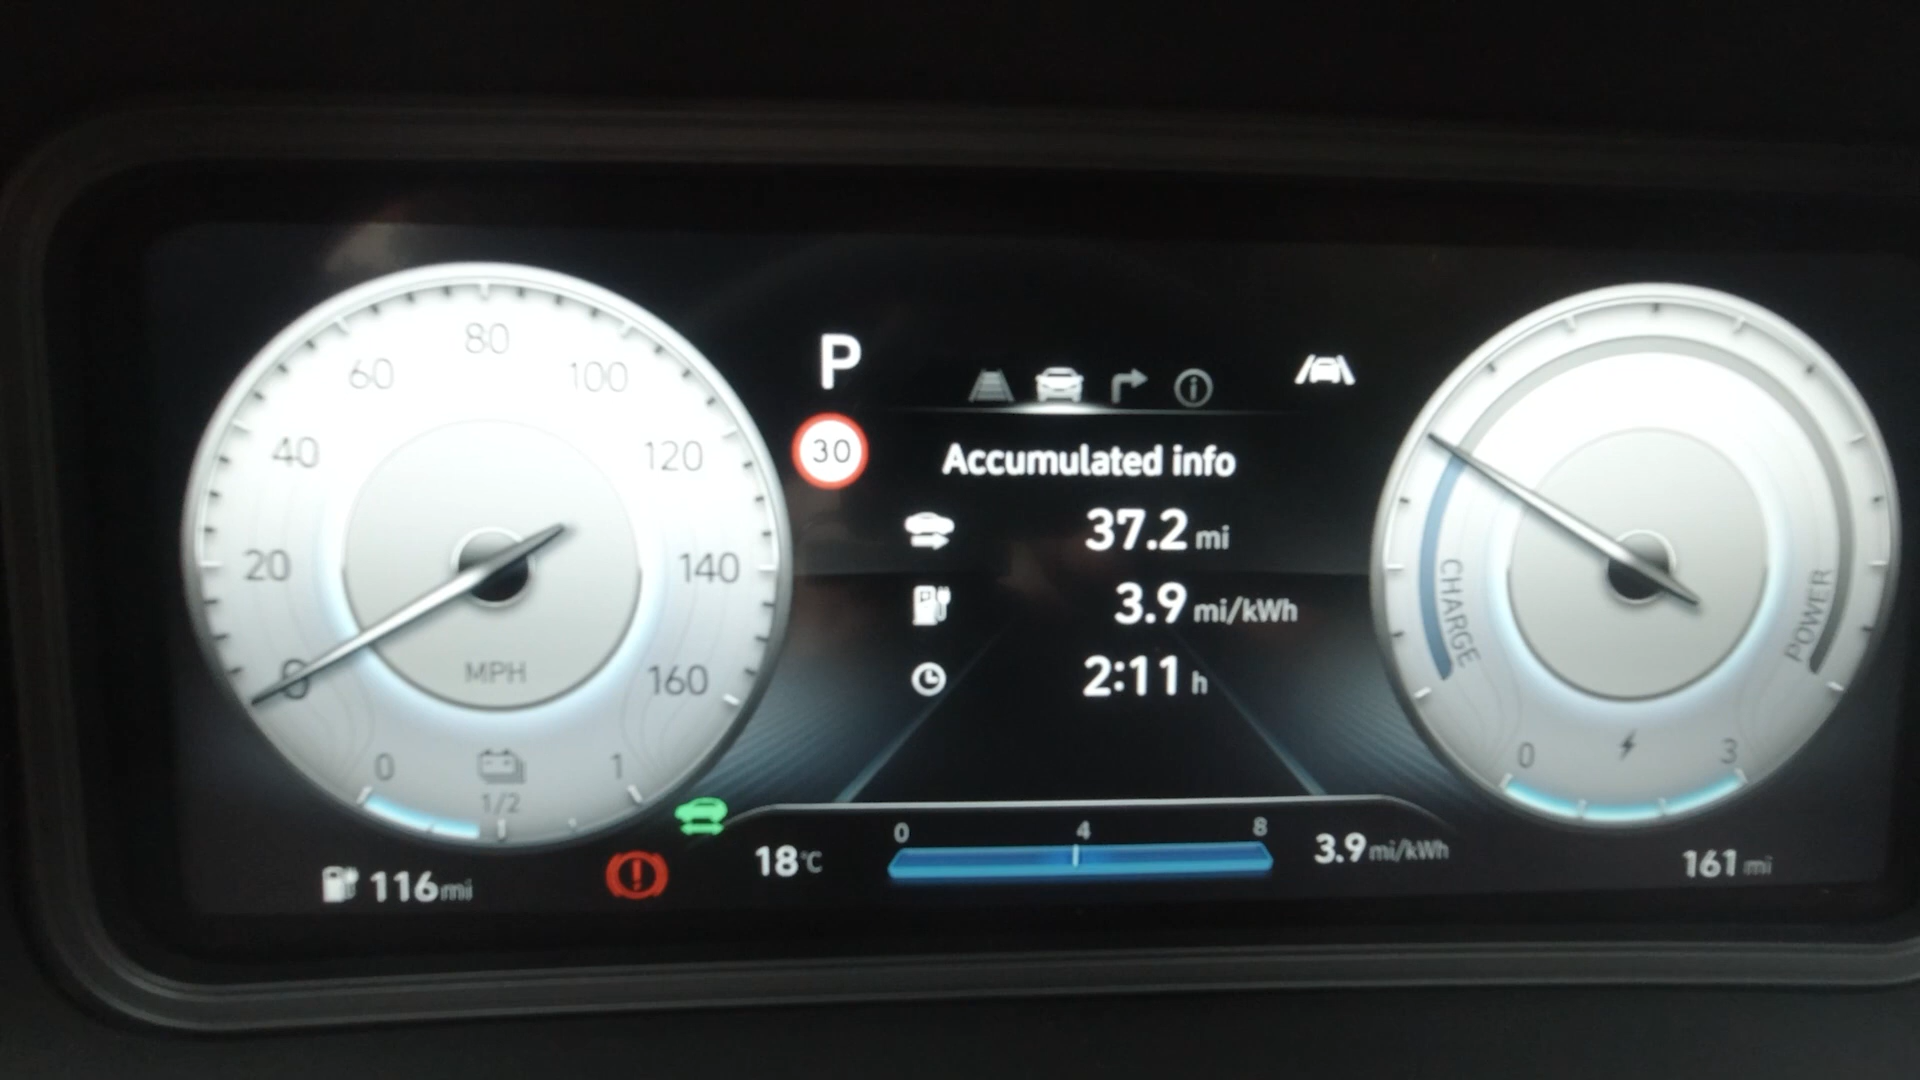 80
60
100
40
120
20
140
0
MPH
160
0
1/2
1
116 mi
P
30
Accumulated info
37.2 mi
3.9 mi/kWh
2:11 h
18°C
0 4 8
3.9 mi/kWh
CHARGE
POWER
0
3
161 mi